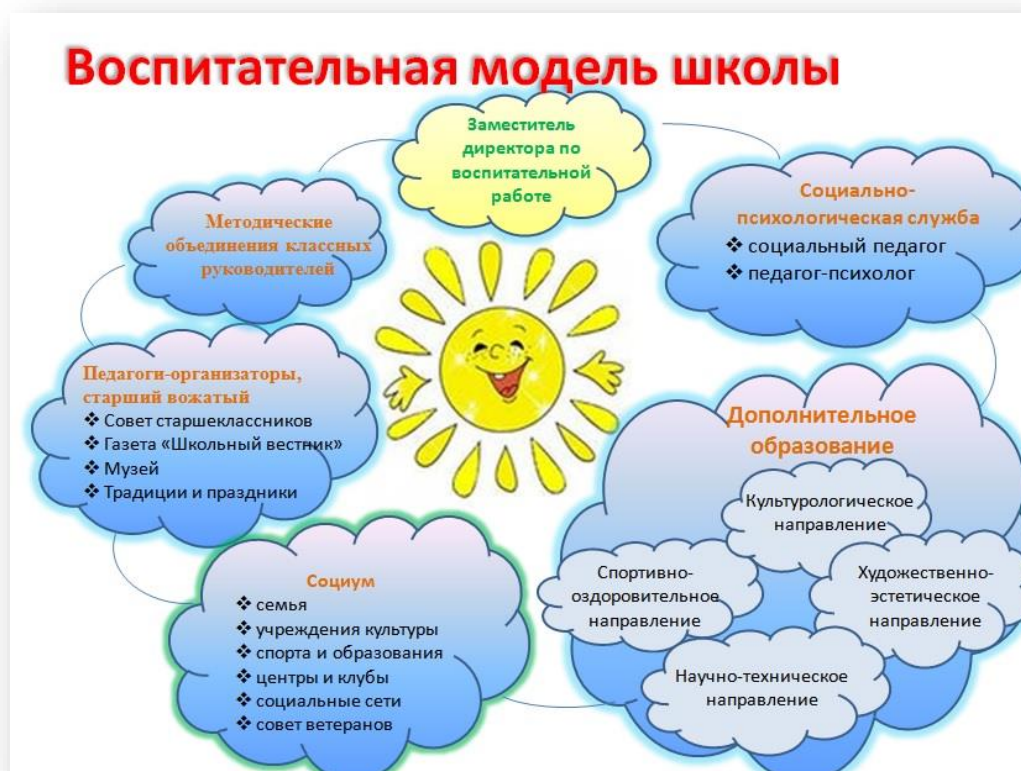 Воспитательная модель школы
Заместитель
директора по
воспитательной
работе
Социально-
психологическая служба
❖ социальный педагог
❖ педагог-психолог
Методические
объединения классных
руководителей
Педагоги-организаторы,
старший вожатый
❖ Совет старшеклассников
❖ Газета «Школьный вестник»
❖ Музей
❖ Традиции и праздники
Дополнительное
образование
Культурологическое
направление
Спортивно-
оздоровительное
направление
Художественно-
эстетическое
направление
Научно-техническое
направление
Социум
❖ семья
❖ учреждения культуры
❖ спорта и образования
❖ центры и клубы
❖ социальные сети
❖ совет ветеранов